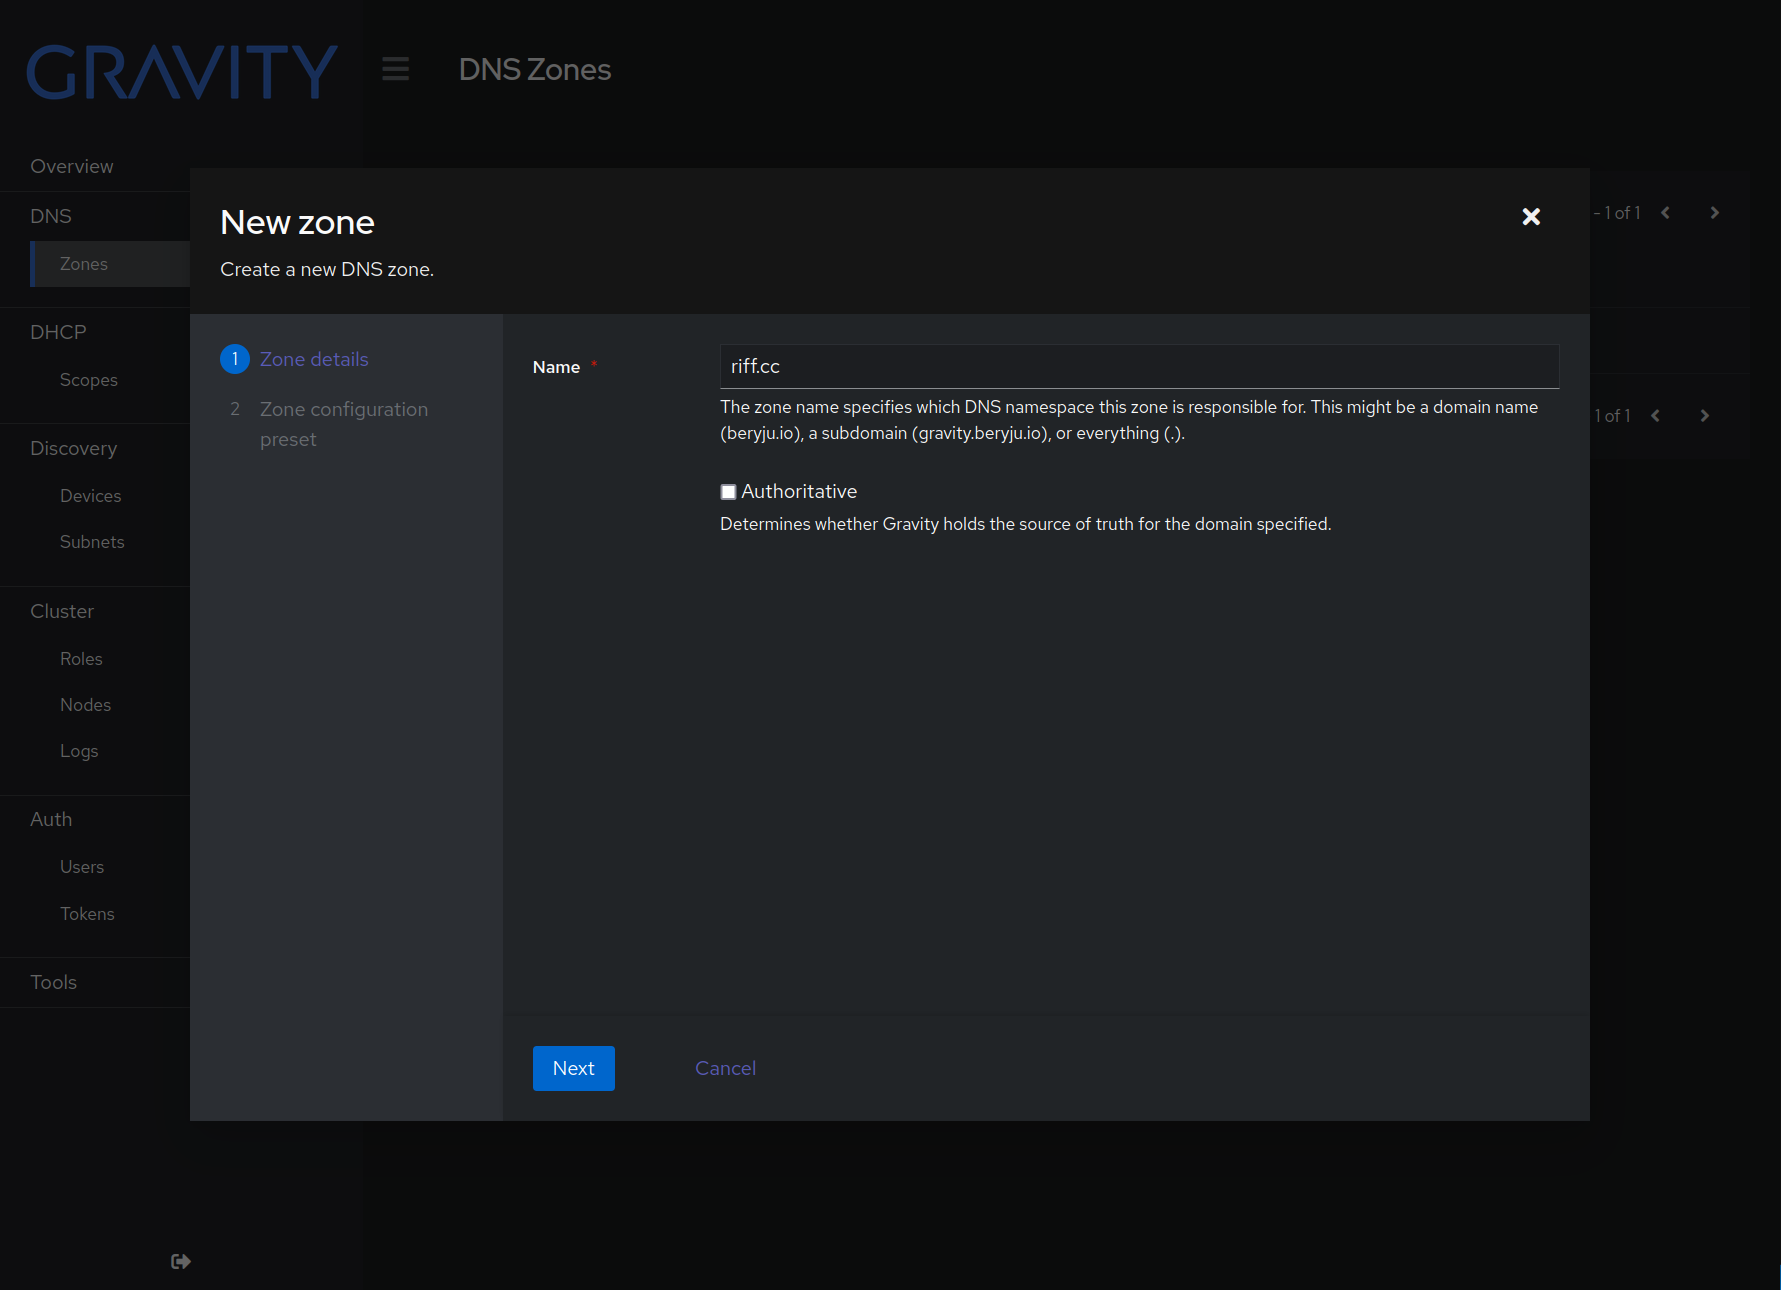 GRAVITY
DNS Zones
Overview
DNS
Zones
DHCP
Scopes
Discovery
Devices
Subnets
Cluster
Roles
Nodes
Logs
Auth
Users
Tokens
Tools
- 1 of 1
1 of 1
New zone
Create a new DNS zone.
1 Zone details
2 Zone configuration
preset
Name *
riff.cc
The zone name specifies which DNS namespace this zone is responsible for. This might be a domain name
(beryju.io), a subdomain (gravity.beryju.io), or everything (.).
Authoritative
Determines whether Gravity holds the source of truth for the domain specified.
Next
Cancel